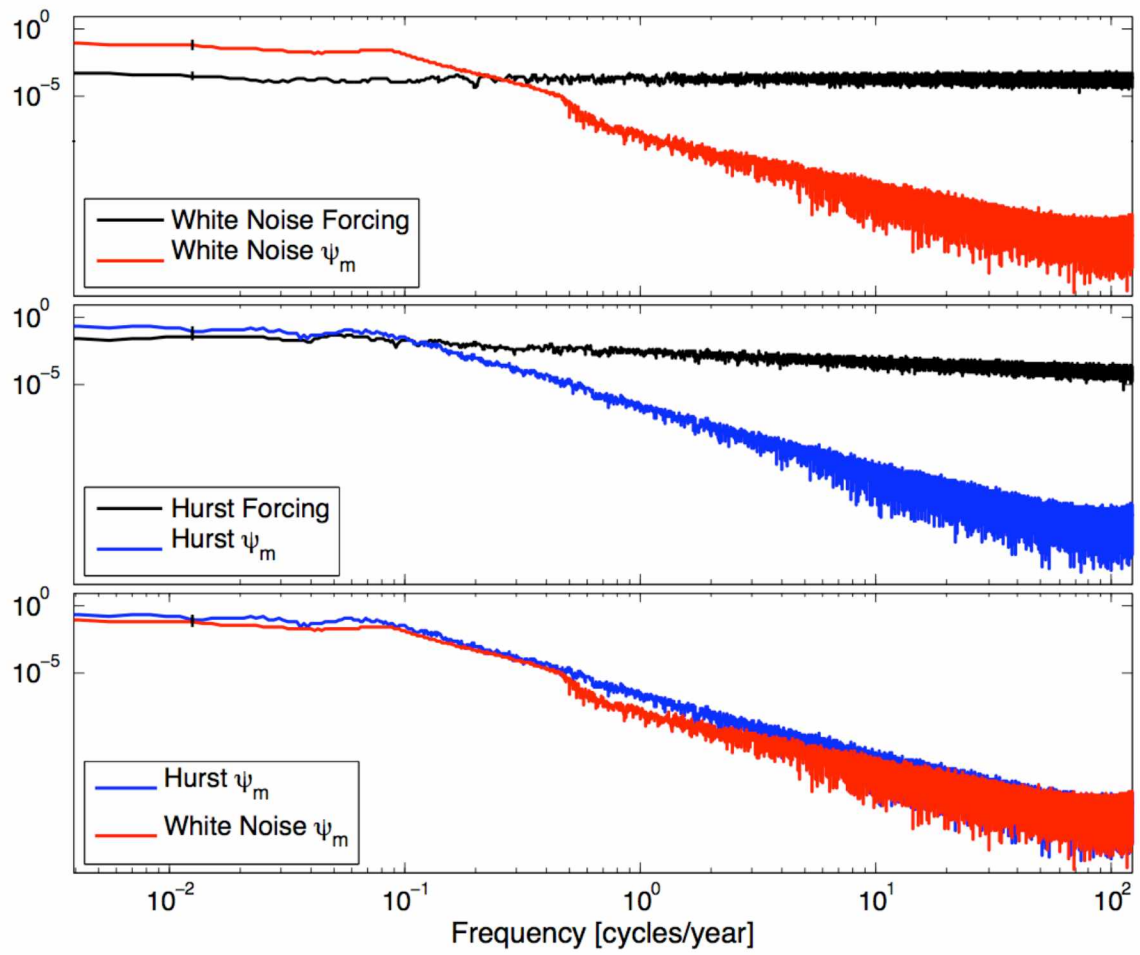 10⁰
10⁻⁵
White Noise Forcing
White Noise ψₘ
10⁰
10⁻⁵
Hurst Forcing
Hurst ψₘ
10⁰
10⁻⁵
Hurst ψₘ
White Noise ψₘ
10⁻² 10⁻¹ 10⁰ 10¹ 10²
Frequency [cycles/year]